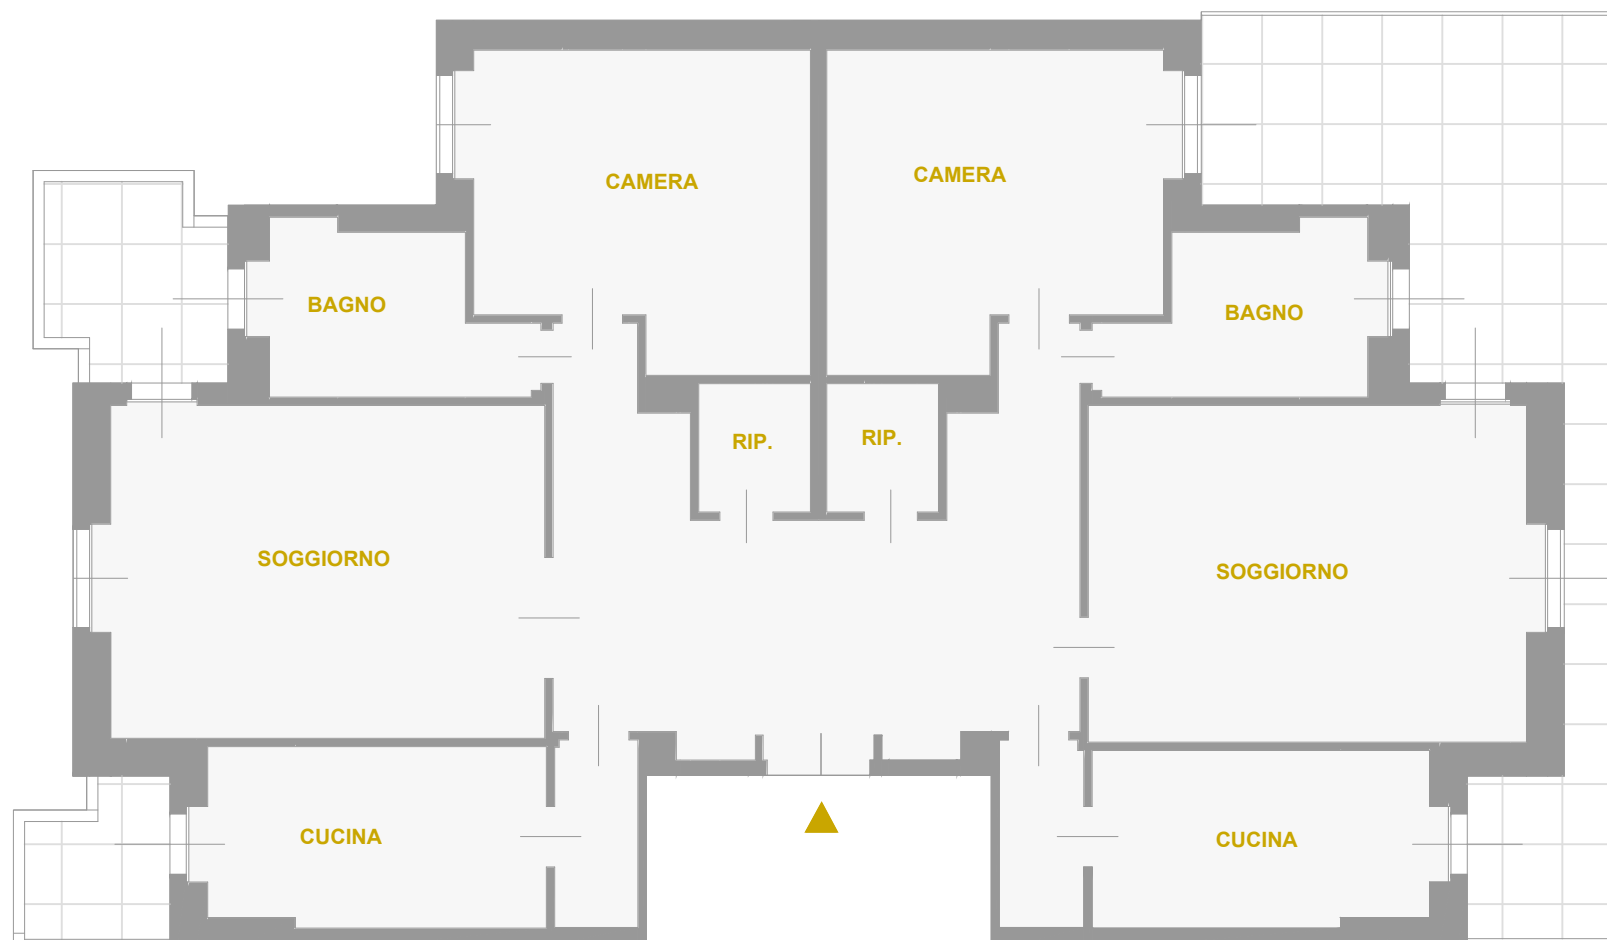 CAMERA
CAMERA
BAGNO
BAGNO
RIP.
RIP.
SOGGIORNO
SOGGIORNO
CUCINA
CUCINA